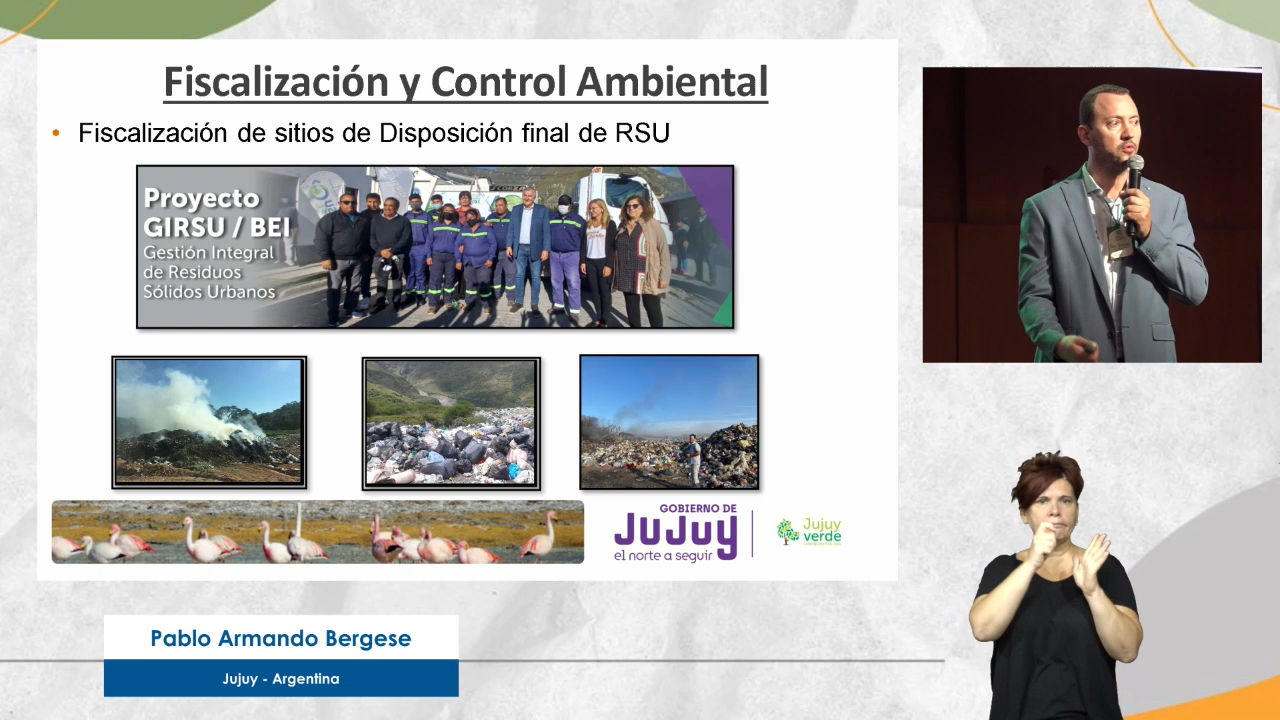 Fiscalización y Control Ambiental
• Fiscalización de sitios de Disposición final de RSU
Proyecto
GIRSU / BEI
Gestión Integral
de Residuos
Sólidos Urbanos
GOBIERNO DE
JuJuy
el norte a seguir
Jujuy
verde
Pablo Armando Bergese
Jujuy - Argentina